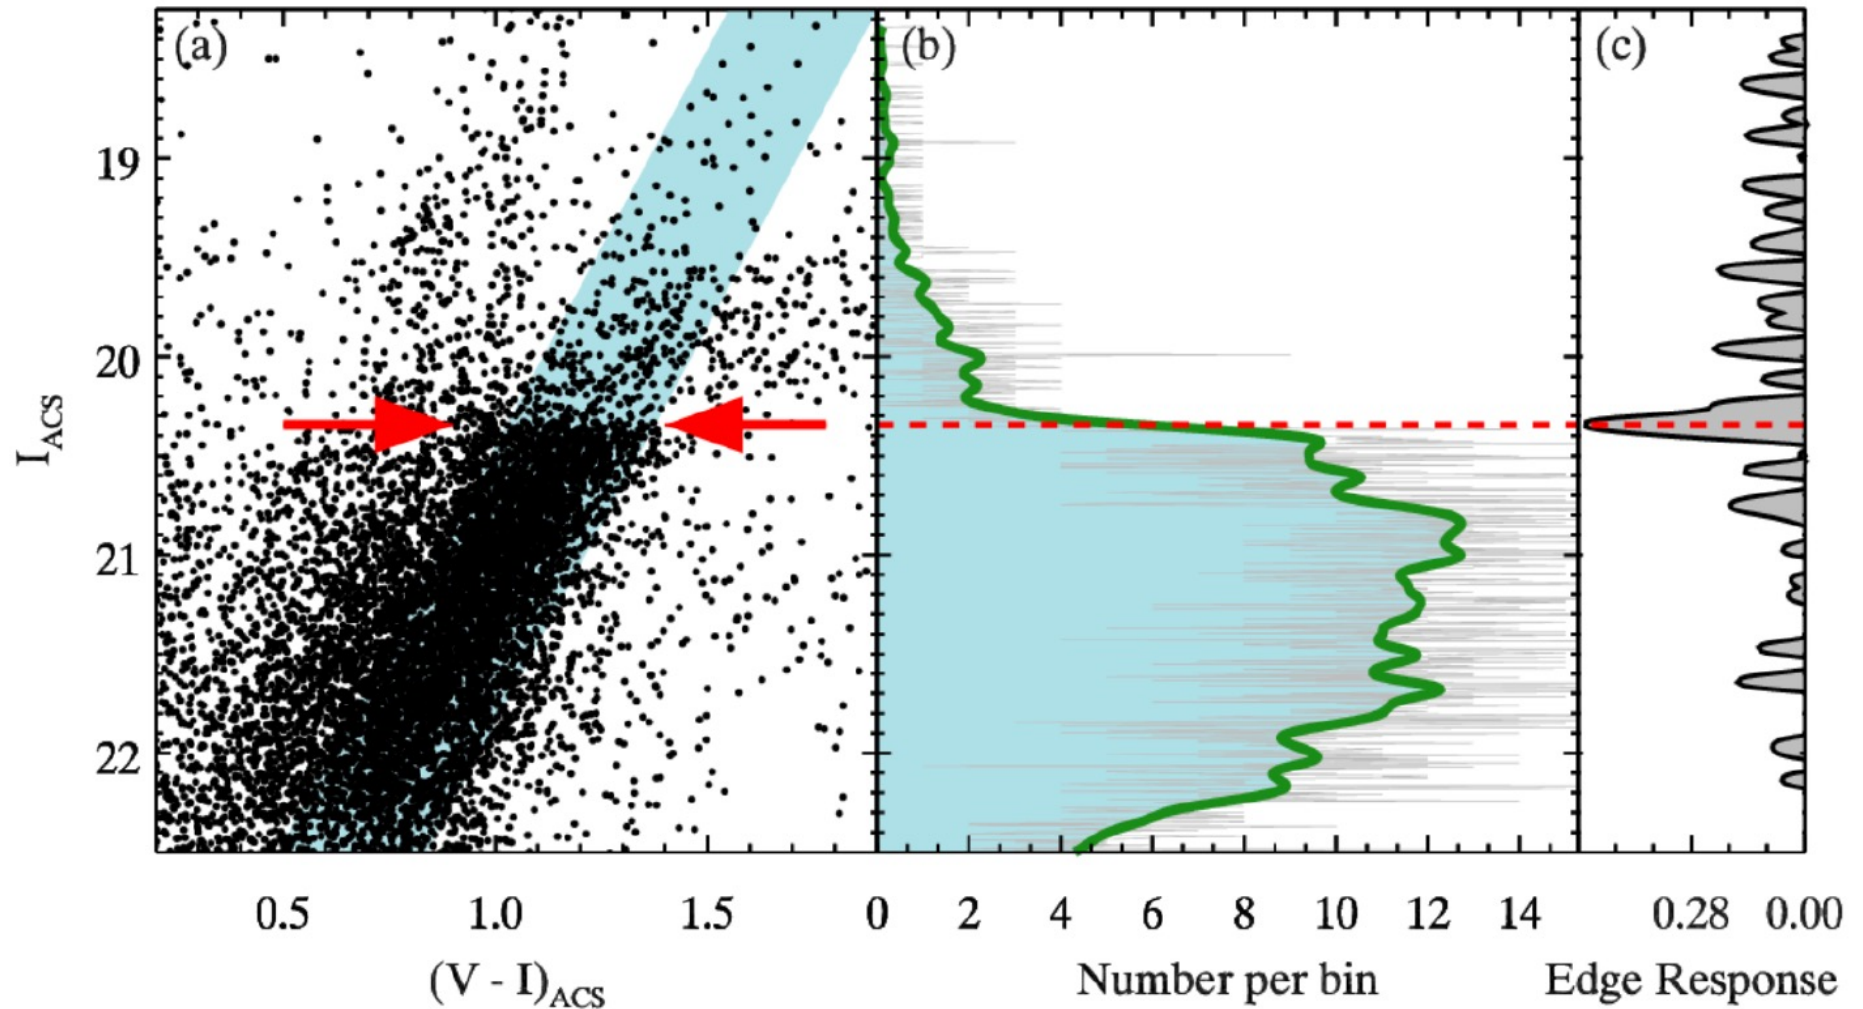 (a)
(b)
(c)
19
20
21
22
I_ACS
0.5 1.0 1.5
0 2 4 6 8 10 12 14
0.28 0.00
(V - I)_ACS
Number per bin
Edge Response